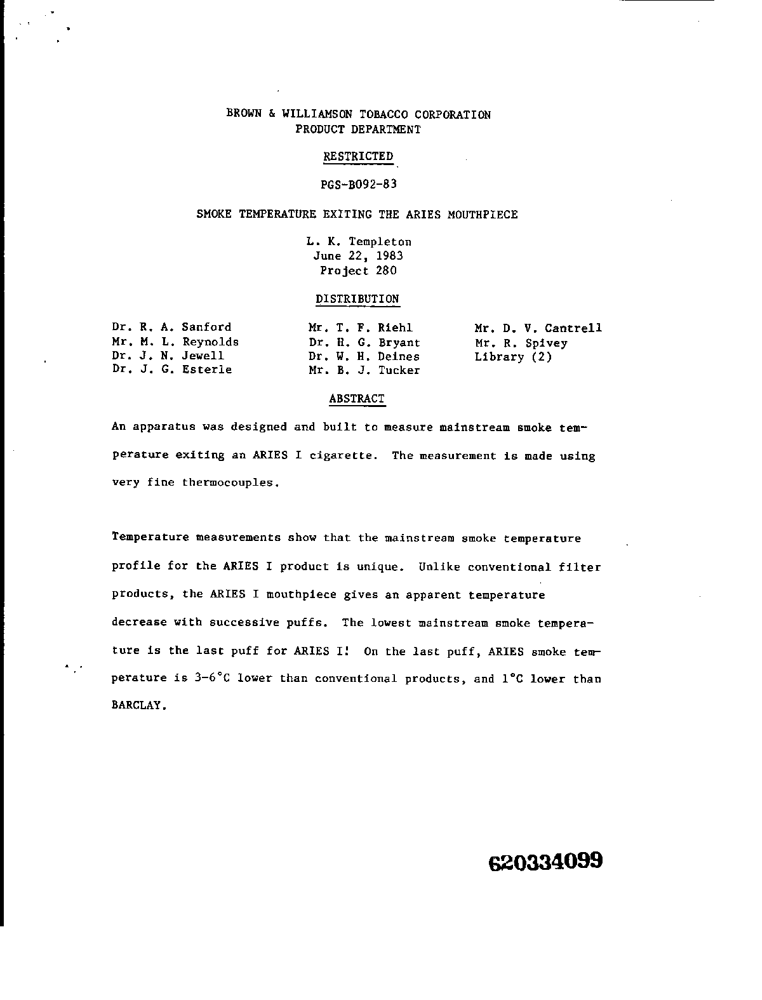 BROWN & WILLIAMSON TOBACCO CORPORATION
PRODUCT DEPARTMENT
RESTRICTED
PGS-B092-83
SMOKE TEMPERATURE EXITING THE ARIES MOUTHPIECE
L. K. Templeton
June 22, 1983
Project 280
DISTRIBUTION
Dr. R. A. Sanford Mr. T. F. Riehl Mr. D. V. Cantrell
Mr. M. L. Reynolds Dr. H. G. Bryant Mr. R. Spivey
Dr. J. N. Jewell Dr. W. H. Deines Library (2)
Dr. J. G. Esterle Mr. B. J. Tucker
ABSTRACT
An apparatus was designed and built to measure mainstream smoke tem-
perature exiting an ARIES I cigarette. The measurement is made using
very fine thermocouples.
Temperature measurements show that the mainstream smoke temperature
profile for the ARIES I product is unique. Unlike conventional filter
products, the ARIES I mouthpiece gives an apparent temperature
decrease with successive puffs. The lowest mainstream smoke tempera-
ture is the last puff for ARIES I! On the last puff, ARIES smoke tem-
perature is 3-6°C lower than conventional products, and 1°C lower than
BARCLAY.
620334099